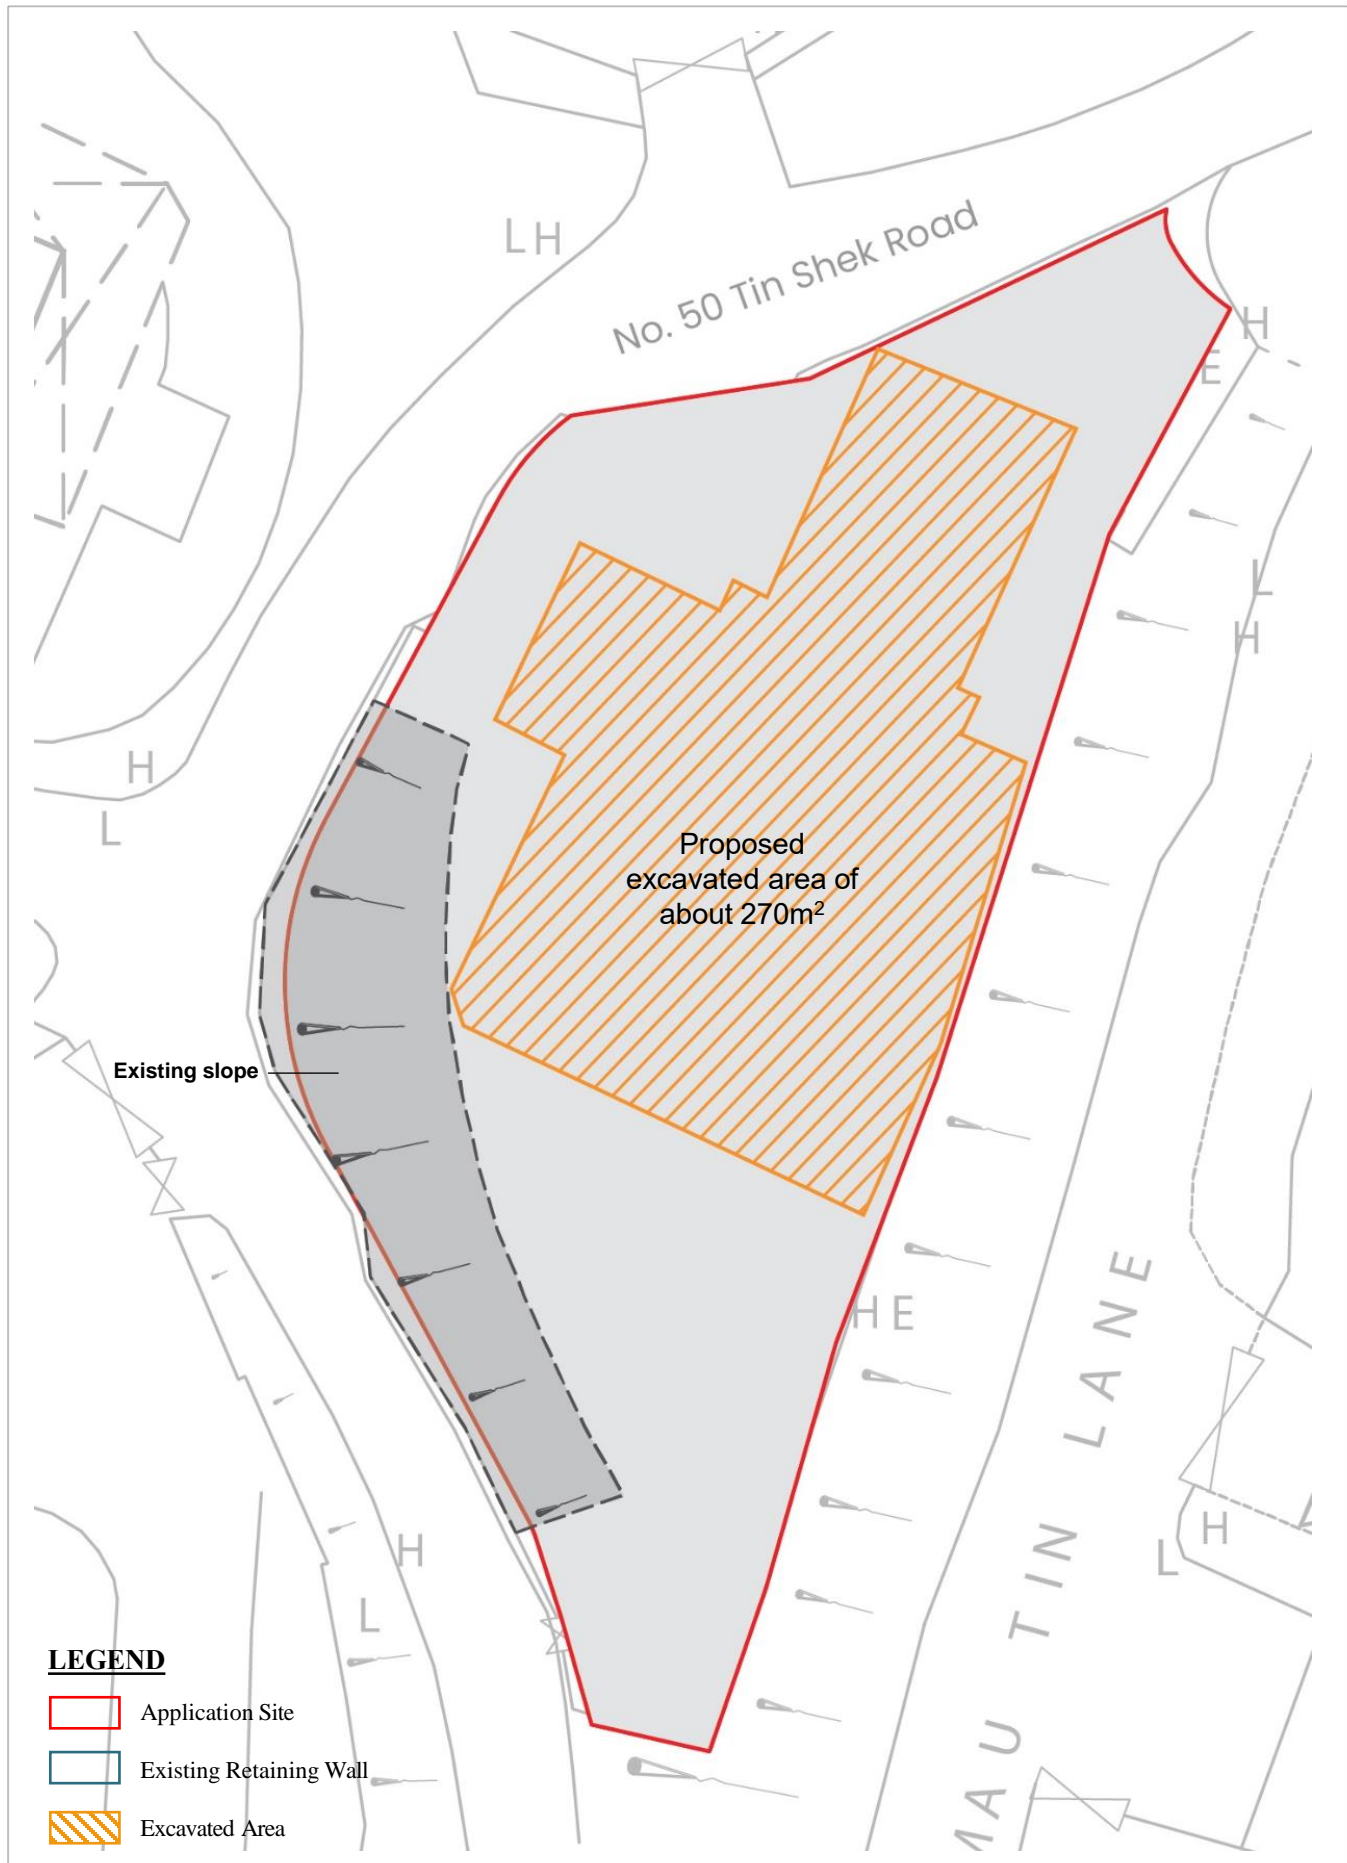 LH
No. 50 Tin Shek Road
H
E
L
H
H
L
Proposed
excavated area of
about 270m²
Existing slope
HE
MAU TIN LANE
H
L
H
L
LEGEND
Application Site
Existing Retaining Wall
Excavated Area